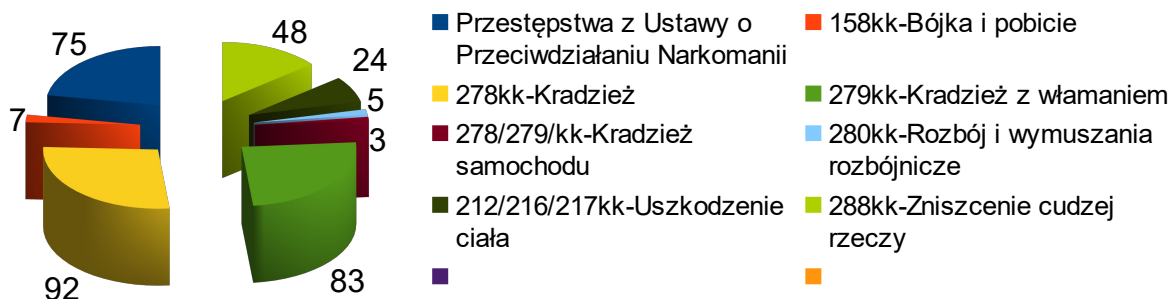 75
48
24
5
3
7
92
83
Przestępstwa z Ustawy o
Przeciwdziałaniu Narkomanii
158kk-Bójka i pobicie
278kk-Kradzież
279kk-Kradzież z włamaniem
278/279/kk-Kradzież
samochodu
280kk-Rozbój i wymuszania
rozbójnicze
212/216/217kk-Uszkodzenie
ciała
288kk-Zniszcenie cudzej
rzeczy